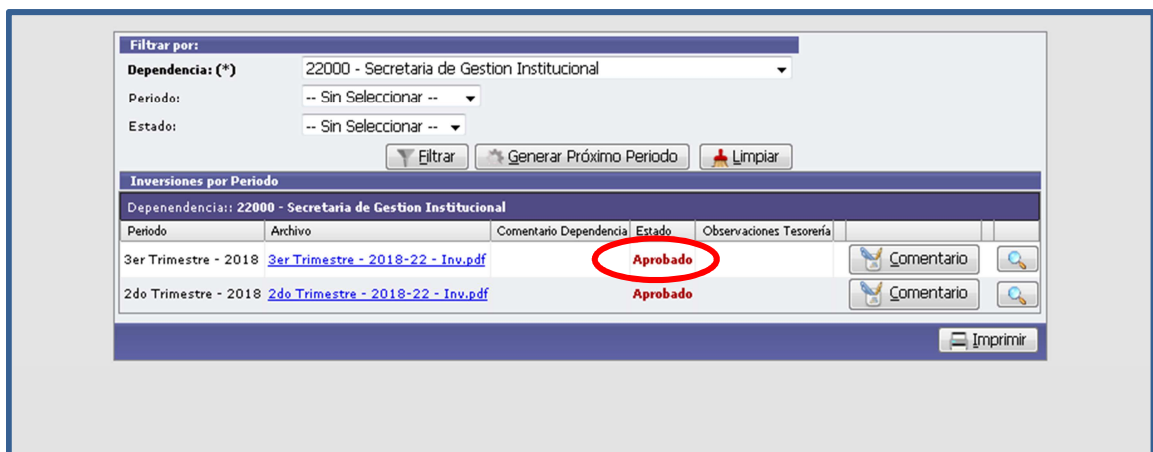 Filtrar por:
Dependencia: (*) 22000 - Secretaria de Gestion Institucional
Periodo: -- Sin Seleccionar --
Estado: -- Sin Seleccionar --
Filtrar Generar Próximo Periodo Limpiar
Inversiones por Periodo
Depenendencia:: 22000 - Secretaria de Gestion Institucional
Periodo Archivo Comentario Dependencia Estado Observaciones Tesorería
3er Trimestre - 2018 3er Trimestre - 2018-22 - Inv.pdf Aprobado Comentario
2do Trimestre - 2018 2do Trimestre - 2018-22 - Inv.pdf Aprobado Comentario
Imprimir